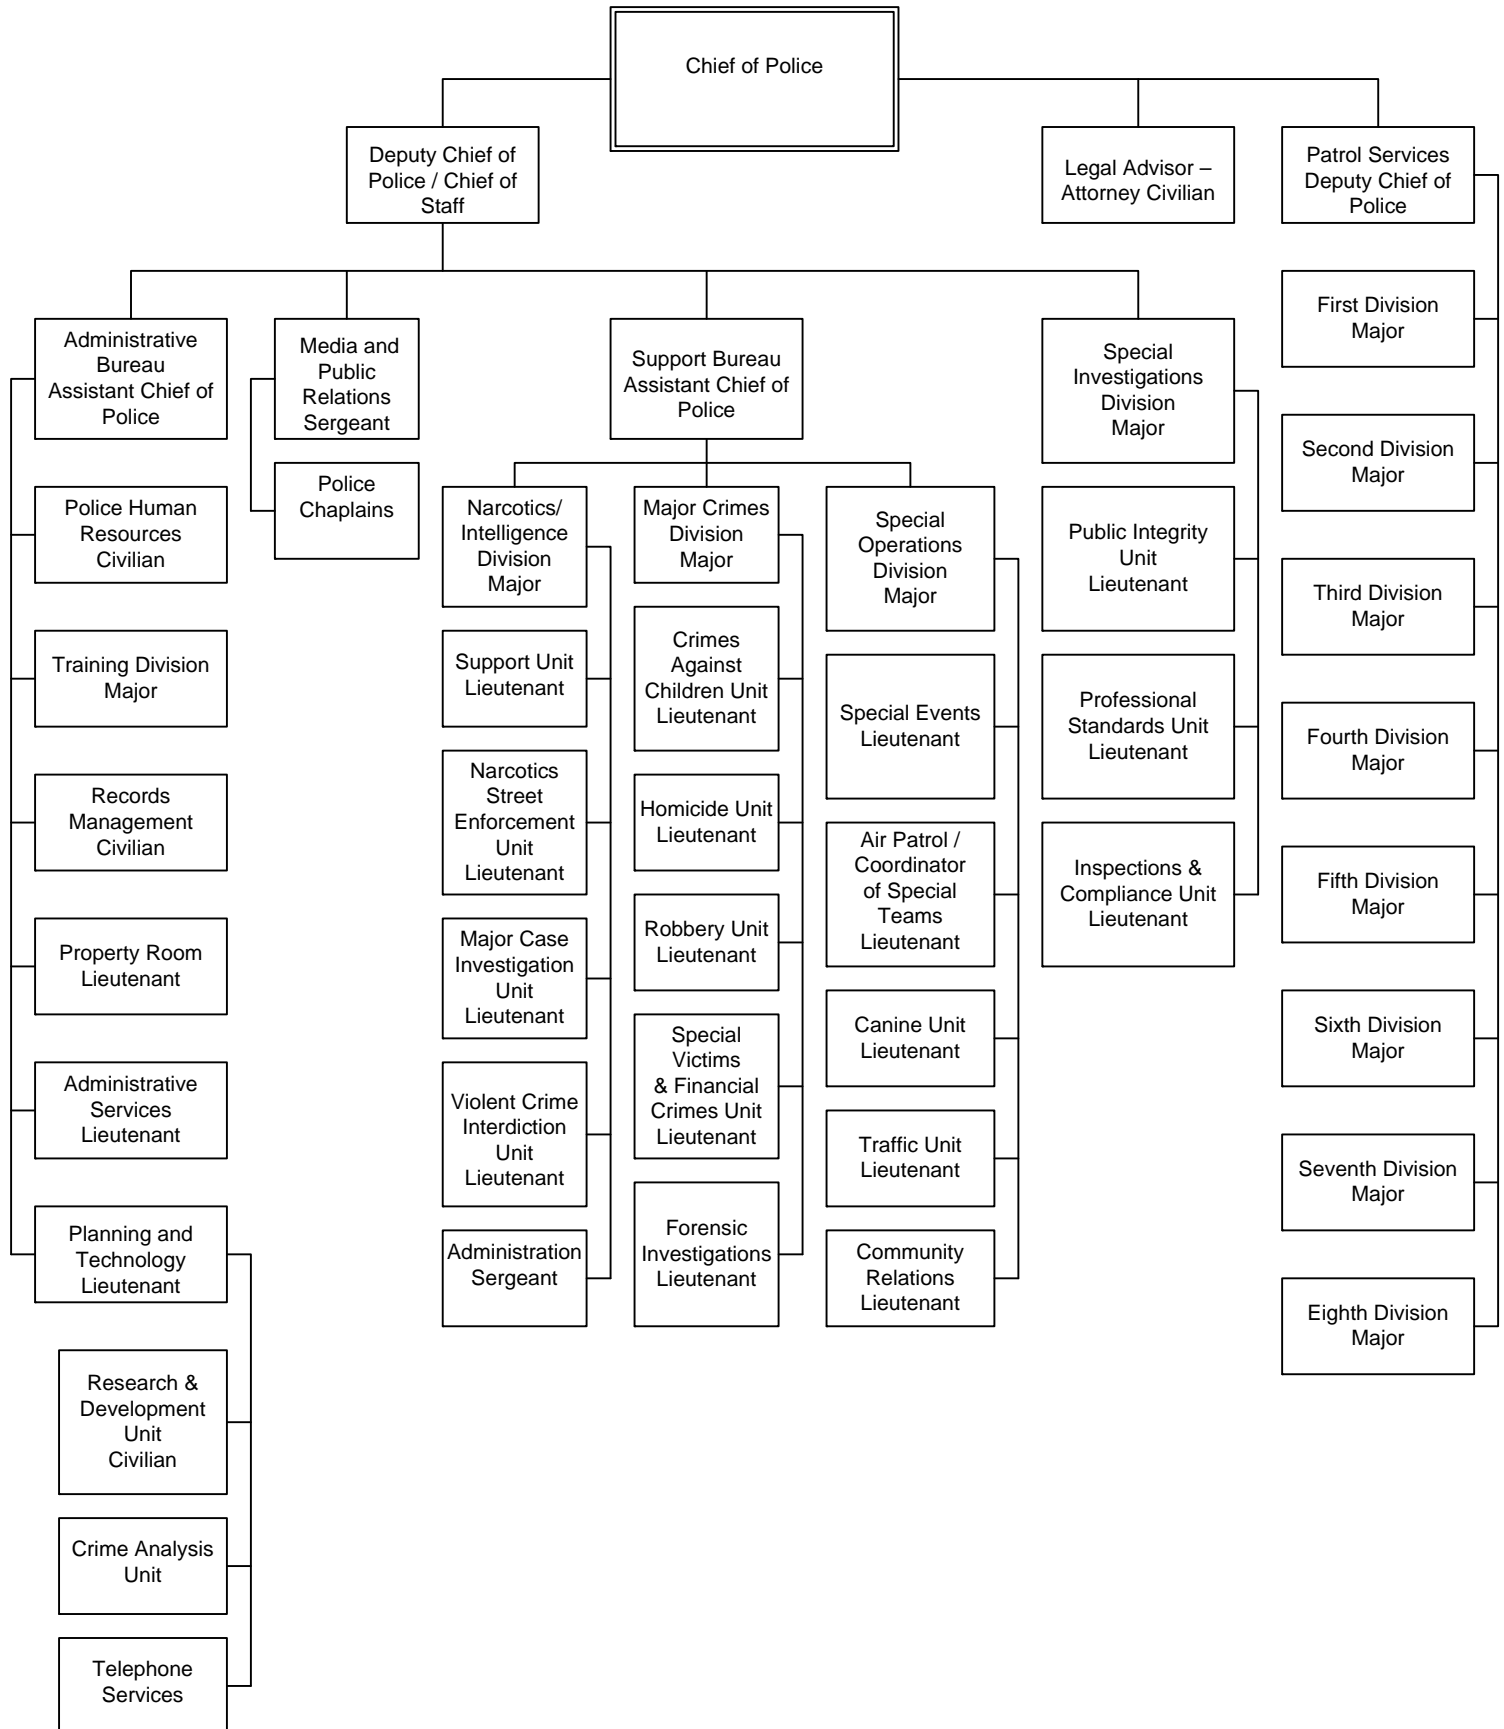 Chief of Police
Deputy Chief of
Police / Chief of
Staff
Legal Advisor –
Attorney Civilian
Patrol Services
Deputy Chief of
Police
Administrative
Bureau
Assistant Chief of
Police
Police Human
Resources
Civilian
Training Division
Major
Records
Management
Civilian
Property Room
Lieutenant
Administrative
Services
Lieutenant
Planning and
Technology
Lieutenant
Research &
Development
Unit
Civilian
Crime Analysis
Unit
Telephone
Services
Media and
Public
Relations
Sergeant
Police
Chaplains
Support Bureau
Assistant Chief of
Police
Narcotics/
Intelligence
Division
Major
Support Unit
Lieutenant
Narcotics
Street
Enforcement
Unit
Lieutenant
Major Case
Investigation
Unit
Lieutenant
Violent Crime
Interdiction
Unit
Lieutenant
Administration
Sergeant
Major Crimes
Division
Major
Crimes
Against
Children Unit
Lieutenant
Homicide Unit
Lieutenant
Robbery Unit
Lieutenant
Special
Victims
& Financial
Crimes Unit
Lieutenant
Forensic
Investigations
Lieutenant
Special
Operations
Division
Major
Special Events
Lieutenant
Air Patrol /
Coordinator
of Special
Teams
Lieutenant
Canine Unit
Lieutenant
Traffic Unit
Lieutenant
Community
Relations
Lieutenant
Special
Investigations
Division
Major
Public Integrity
Unit
Lieutenant
Professional
Standards Unit
Lieutenant
Inspections &
Compliance Unit
Lieutenant
First Division
Major
Second Division
Major
Third Division
Major
Fourth Division
Major
Fifth Division
Major
Sixth Division
Major
Seventh Division
Major
Eighth Division
Major